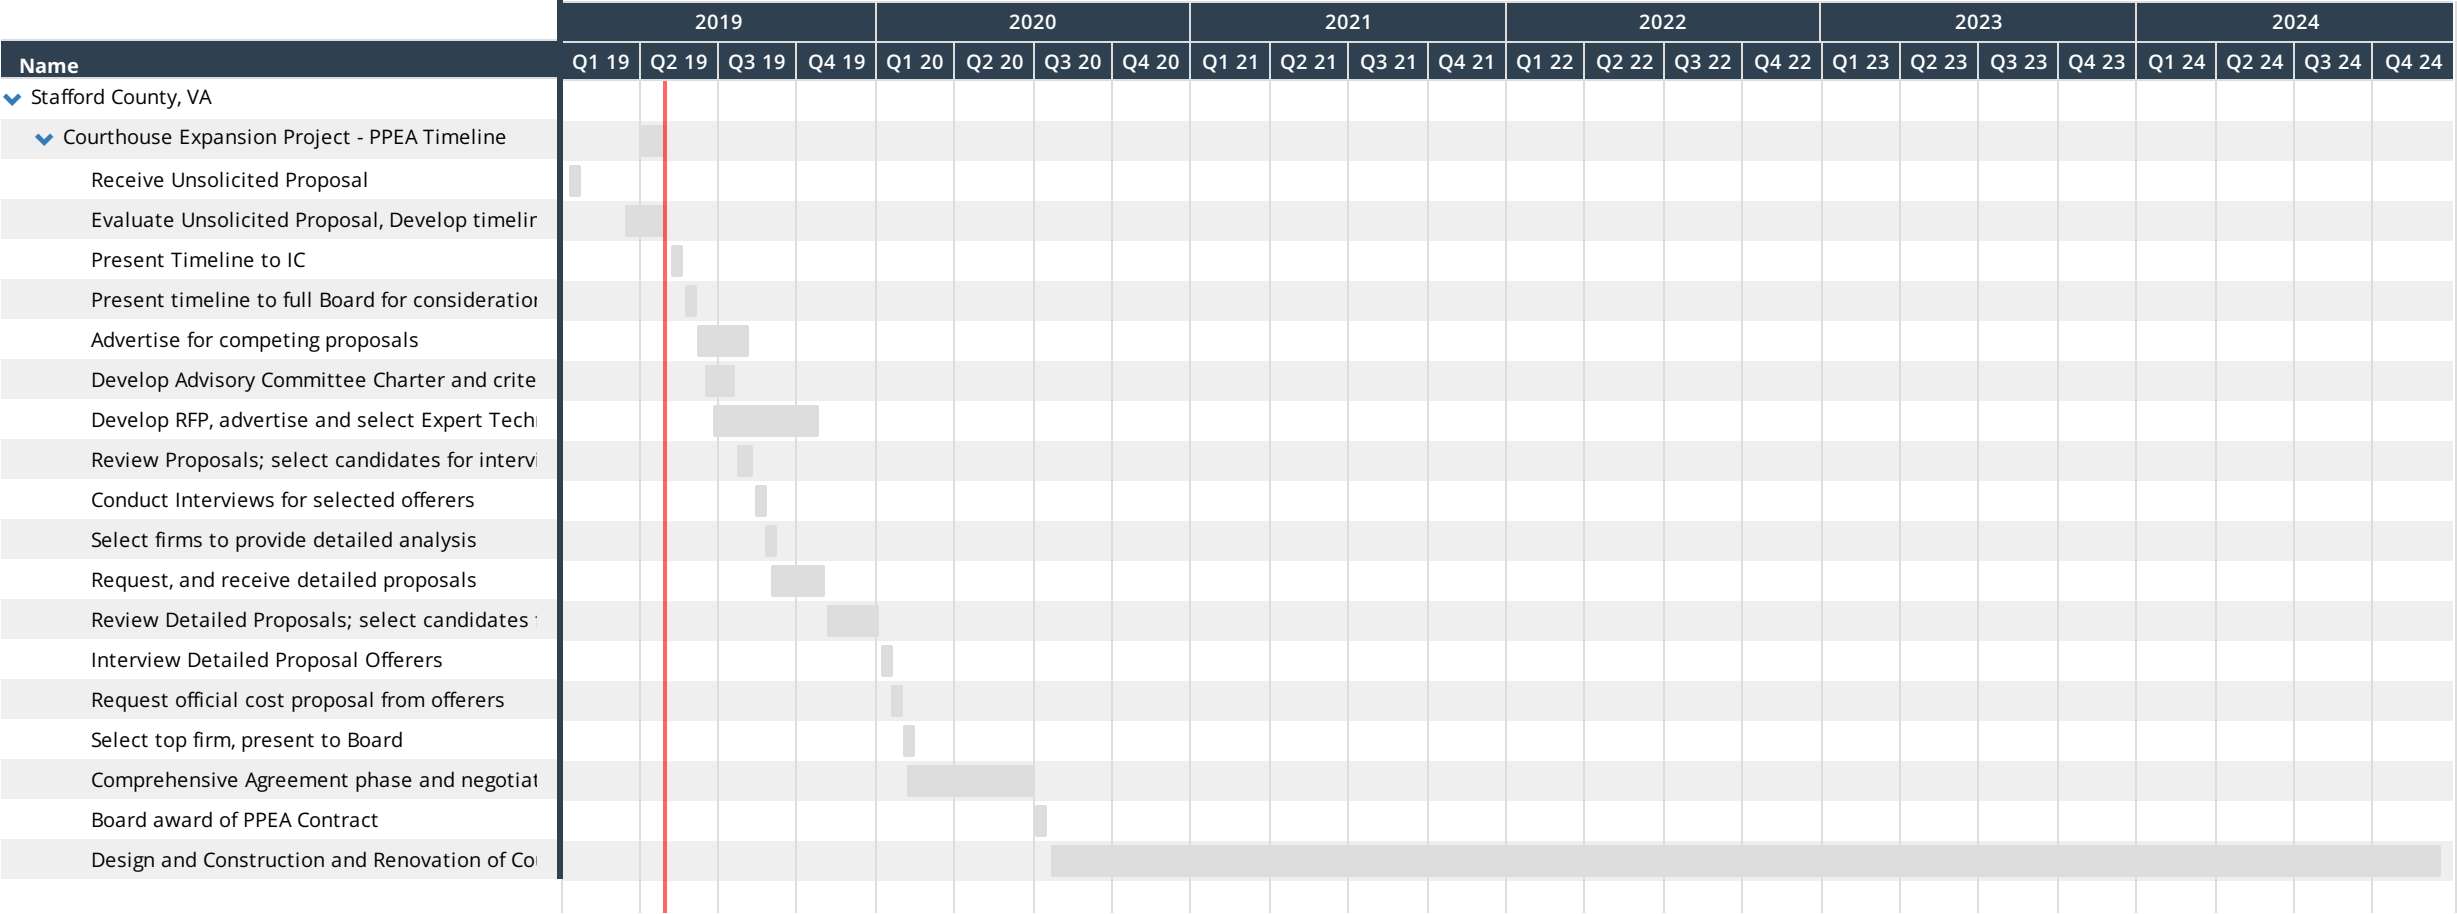 2019 2020 2021 2022 2023 2024
Name Q1 19 Q2 19 Q3 19 Q4 19 Q1 20 Q2 20 Q3 20 Q4 20 Q1 21 Q2 21 Q3 21 Q4 21 Q1 22 Q2 22 Q3 22 Q4 22 Q1 23 Q2 23 Q3 23 Q4 23 Q1 24 Q2 24 Q3 24 Q4 24
Stafford County, VA
Courthouse Expansion Project - PPEA Timeline
Receive Unsolicited Proposal
Evaluate Unsolicited Proposal, Develop
Present Timeline to IC
Present timeline to full Board for
Advertise for competing proposals
Develop Advisory Committee Charter and
Develop RFP, advertise and select Expert
Review Proposals; select candidates for
Conduct Interviews for selected offerers
Select firms to provide detailed analysis
Request, and receive detailed proposals
Review Detailed Proposals; select candidates
Interview Detailed Proposal Offerers
Request official cost proposal from offerers
Select top firm, present to Board
Comprehensive Agreement phase and
Board award of PPEA Contract
Design and Construction and Renovation of